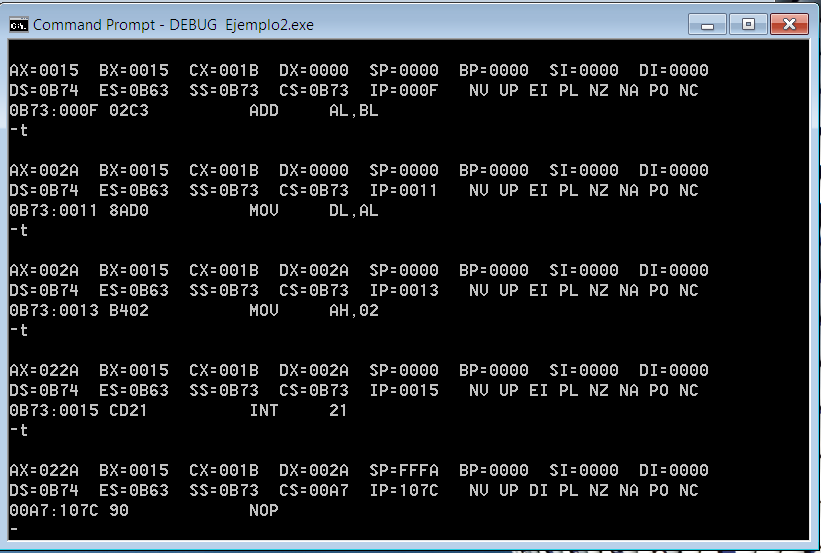 Command Prompt - DEBUG  Ejemplo2.exe
AX=0015  BX=0015  CX=001B  DX=0000  SP=0000  BP=0000  SI=0000  DI=0000
DS=0B74  ES=0B63  SS=0B73  CS=0B73  IP=000F   NV UP EI PL NZ NA PO NC
0B73:000F 02C3          ADD     AL,BL
-t
AX=002A  BX=0015  CX=001B  DX=0000  SP=0000  BP=0000  SI=0000  DI=0000
DS=0B74  ES=0B63  SS=0B73  CS=0B73  IP=0011   NV UP EI PL NZ NA PO NC
0B73:0011 8AD0          MOV     DL,AL
-t
AX=002A  BX=0015  CX=001B  DX=002A  SP=0000  BP=0000  SI=0000  DI=0000
DS=0B74  ES=0B63  SS=0B73  CS=0B73  IP=0013   NV UP EI PL NZ NA PO NC
0B73:0013 B402          MOV     AH,02
-t
AX=022A  BX=0015  CX=001B  DX=002A  SP=0000  BP=0000  SI=0000  DI=0000
DS=0B74  ES=0B63  SS=0B73  CS=0B73  IP=0015   NV UP EI PL NZ NA PO NC
0B73:0015 CD21          INT     21
-t
AX=022A  BX=0015  CX=001B  DX=002A  SP=FFFA  BP=0000  SI=0000  DI=0000
DS=0B74  ES=0B63  SS=0B73  CS=00A7  IP=107C   NV UP DI PL NZ NA PO NC
00A7:107C 90            NOP
-